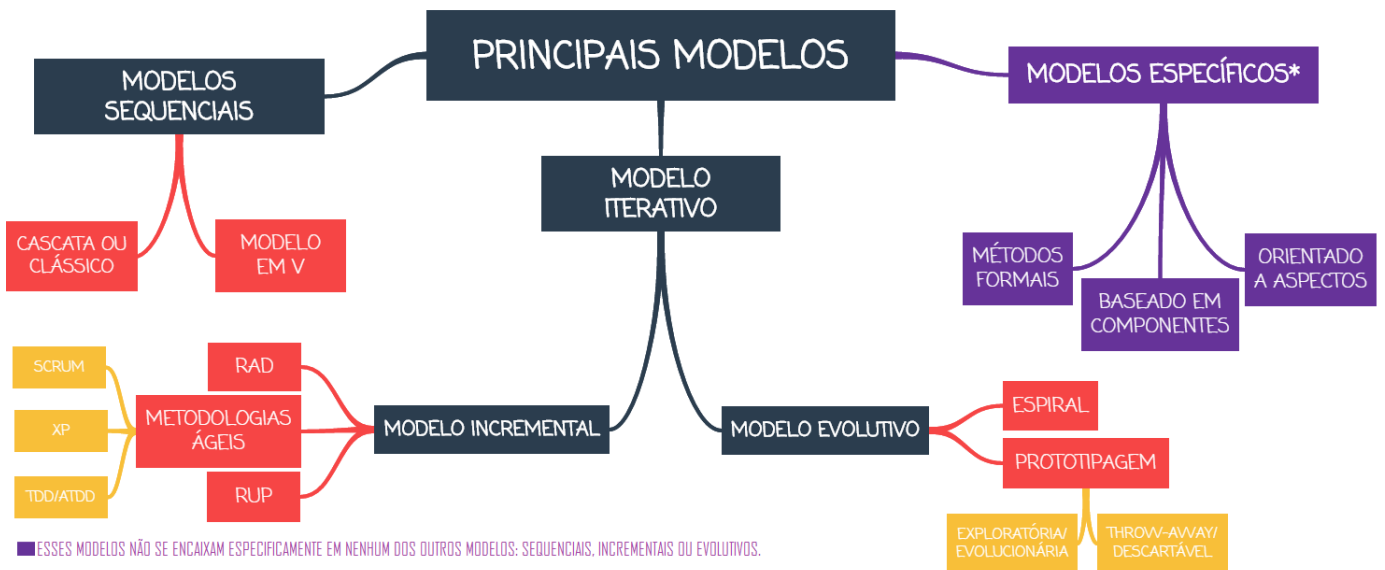 PRINCIPAIS MODELOS
MODELOS
SEQUENCIAIS
MODELOS ESPECÍFICOS*
MODELO
ITERATIVO
CASCATA OU
CLÁSSICO
MODELO
EM V
MÉTODOS
FORMAIS
BASEADO EM
COMPONENTES
ORIENTADO
A ASPECTOS
SCRUM
XP
TDD/ATDD
METODOLOGIAS
ÁGEIS
RAD
RUP
MODELO INCREMENTAL
MODELO EVOLUTIVO
ESPIRAL
PROTOTIPAGEM
EXPLORATÓRIA/
EVOLUCIONÁRIA
THROW-AWAY/
DESCARTÁVEL
ESSES MODELOS NÃO SE ENCAIXAM ESPECIFICAMENTE EM NENHUM DOS OUTROS MODELOS: SEQUENCIAIS, INCREMENTAIS OU EVOLUTIVOS.